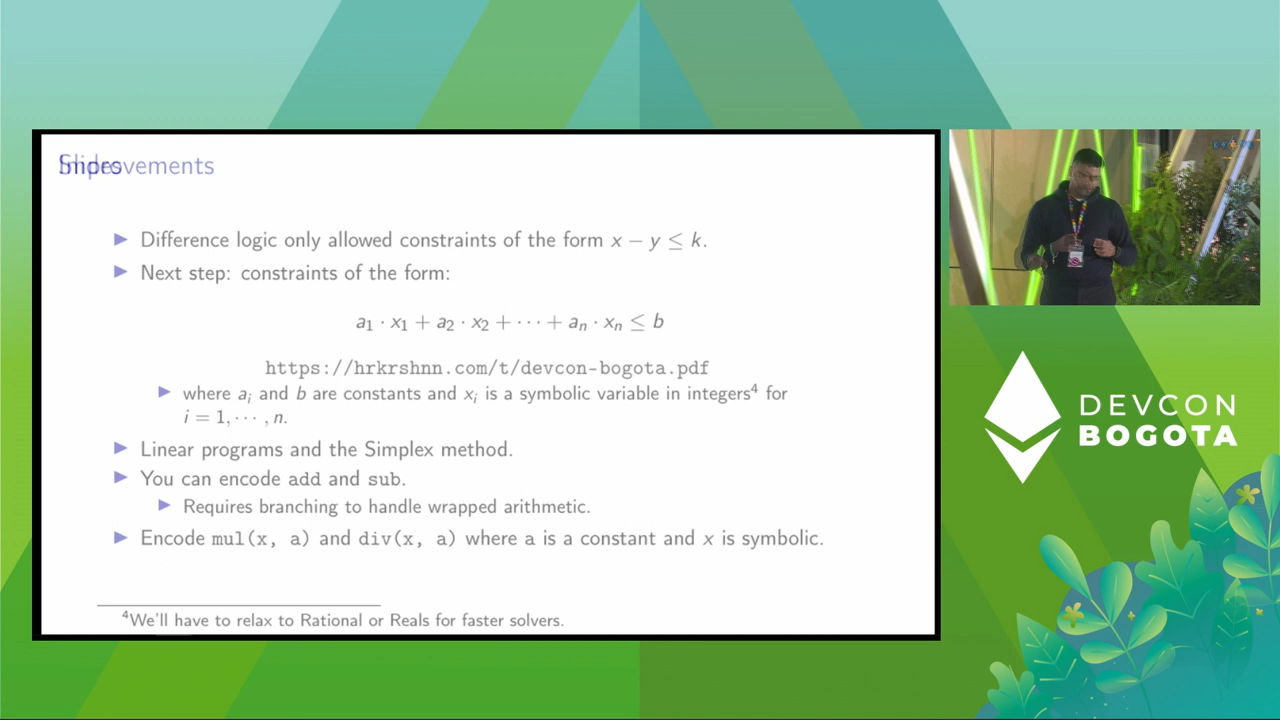 Slides
Improvements
▶ Difference logic only allowed constraints of the form x − y ≤ k.
▶ Next step: constraints of the form:
a₁ · x₁ + a₂ · x₂ + · · · + aₙ · xₙ ≤ b
https://hrkrshnn.com/t/devcon-bogota.pdf
▶ where aᵢ and b are constants and xᵢ is a symbolic variable in integers⁴ for
i = 1, · · · , n.
▶ Linear programs and the Simplex method.
▶ You can encode add and sub.
▶ Requires branching to handle wrapped arithmetic.
▶ Encode mul(x, a) and div(x, a) where a is a constant and x is symbolic.
⁴We'll have to relax to Rational or Reals for faster solvers.
DEVCON
BOGOTA